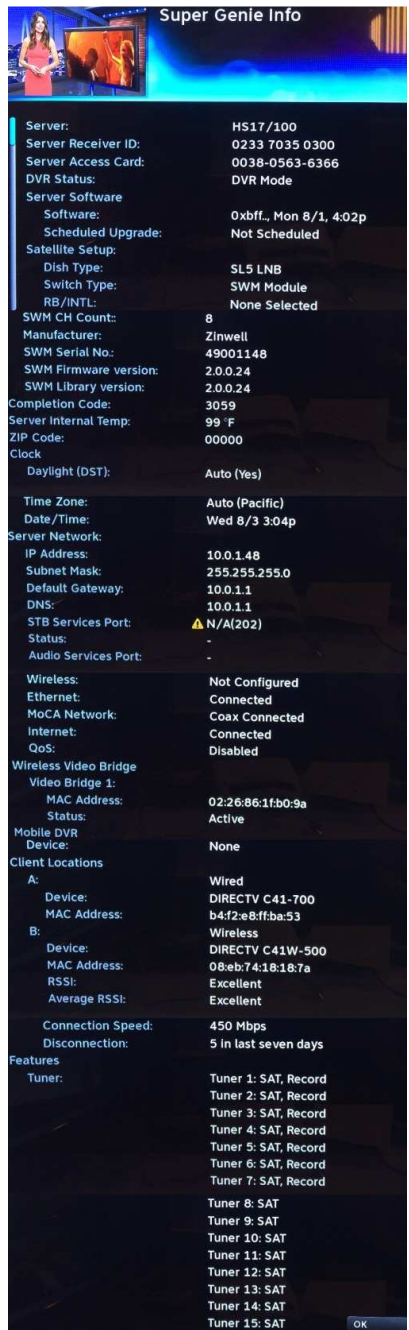 Super Genie Info
Server: HS17/100
Server Receiver ID: 0233 7035 0300
Server Access Card: 0038-0563-6366
DVR Status: DVR Mode
Server Software
Software: 0xbff.., Mon 8/1, 4:02p
Scheduled Upgrade: Not Scheduled
Satellite Setup:
Dish Type: SL5 LNB
Switch Type: SWM Module
RB/INTL: None Selected
SWM CH Count:: 8
Manufacturer: Zinwell
SWM Serial No.: 49001148
SWM Firmware version: 2.0.0.24
SWM Library version: 2.0.0.24
Completion Code: 3059
Server Internal Temp: 99 °F
ZIP Code: 00000
Clock
Daylight (DST): Auto (Yes)
Time Zone: Auto (Pacific)
Date/Time: Wed 8/3 3:04p
Server Network:
IP Address: 10.0.1.48
Subnet Mask: 255.255.255.0
Default Gateway: 10.0.1.1
DNS: 10.0.1.1
STB Services Port: N/A(202)
Status: -
Audio Services Port: -
Wireless: Not Configured
Ethernet: Connected
MoCA Network: Coax Connected
Internet: Connected
QoS: Disabled
Wireless Video Bridge
Video Bridge 1:
MAC Address: 02:26:86:1f:b0:9a
Status: Active
Mobile DVR
Device: None
Client Locations
A: Wired
Device: DIRECTV C41-700
MAC Address: b4:f2:e8:ff:ba:53
B: Wireless
Device: DIRECTV C41W-500
MAC Address: 08:eb:74:18:18:7a
RSSI: Excellent
Average RSSI: Excellent
Connection Speed: 450 Mbps
Disconnection: 5 in last seven days
Features
Tuner: Tuner 1: SAT, Record
Tuner 2: SAT, Record
Tuner 3: SAT, Record
Tuner 4: SAT, Record
Tuner 5: SAT, Record
Tuner 6: SAT, Record
Tuner 7: SAT, Record
Tuner 8: SAT
Tuner 9: SAT
Tuner 10: SAT
Tuner 11: SAT
Tuner 12: SAT
Tuner 13: SAT
Tuner 14: SAT
Tuner 15: SAT
OK